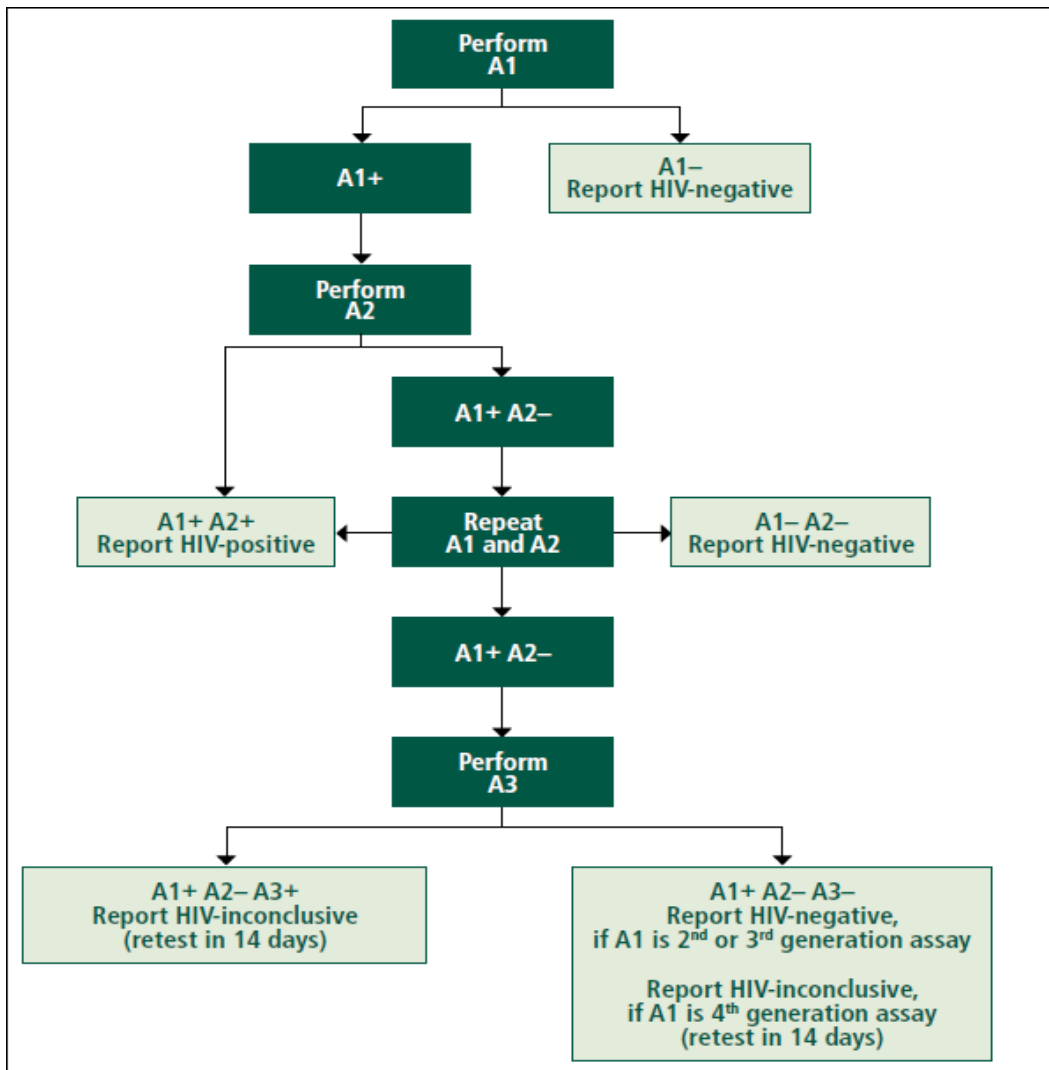 Perform
A1
A1+
A1–
Report HIV-negative
Perform
A2
A1+ A2–
A1+ A2+
Report HIV-positive
Repeat
A1 and A2
A1– A2–
Report HIV-negative
A1+ A2–
Perform
A3
A1+ A2– A3+
Report HIV-inconclusive
(retest in 14 days)
A1+ A2– A3–
Report HIV-negative,
if A1 is 2nd or 3rd generation assay
Report HIV-inconclusive,
if A1 is 4th generation assay
(retest in 14 days)